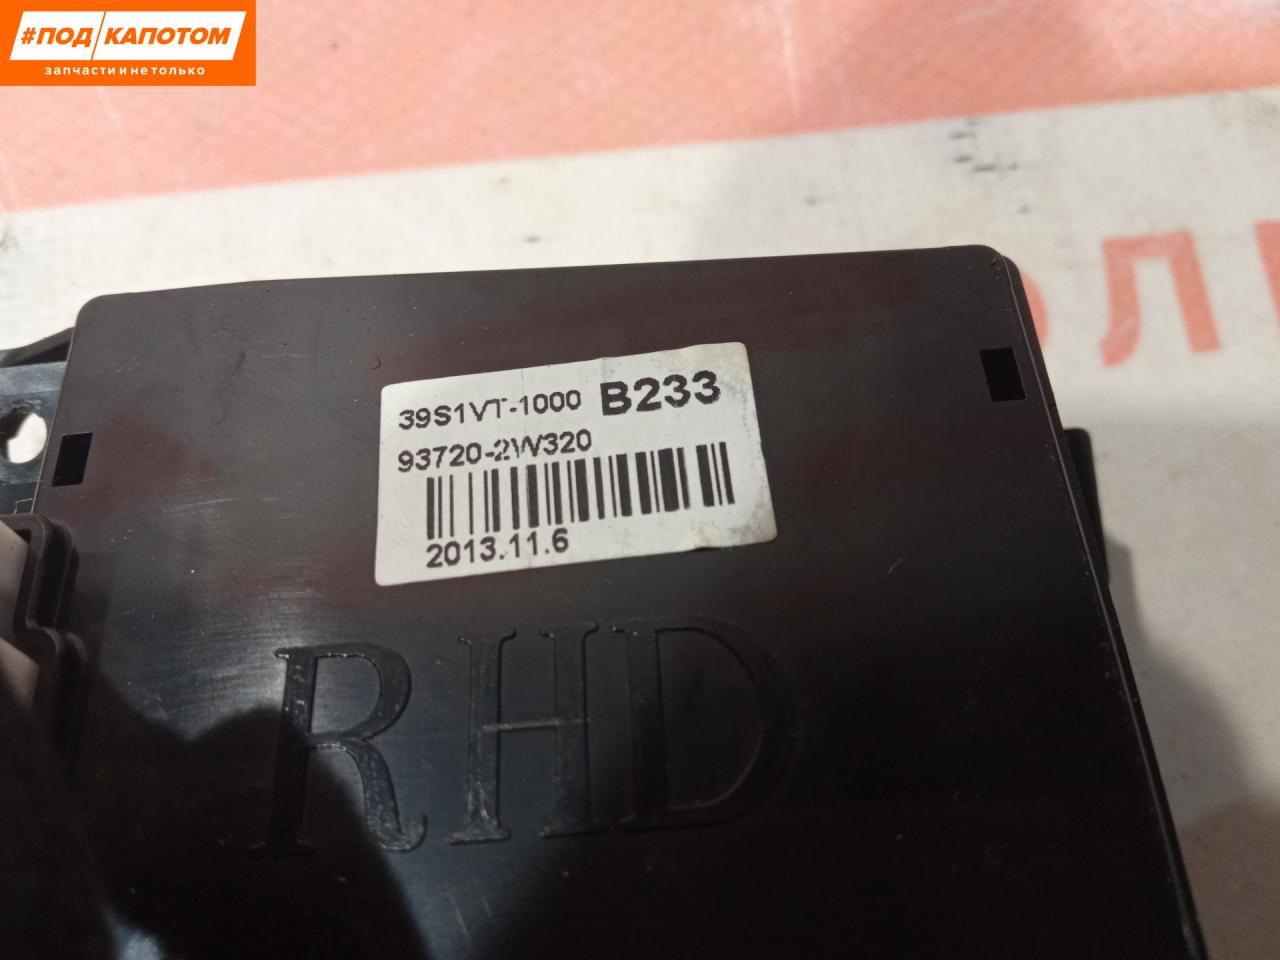 #ПОД КАПОТОМ
запчасти и не только
39S1VT-1000 B233
93720-2W320
2013.11.6
RHD